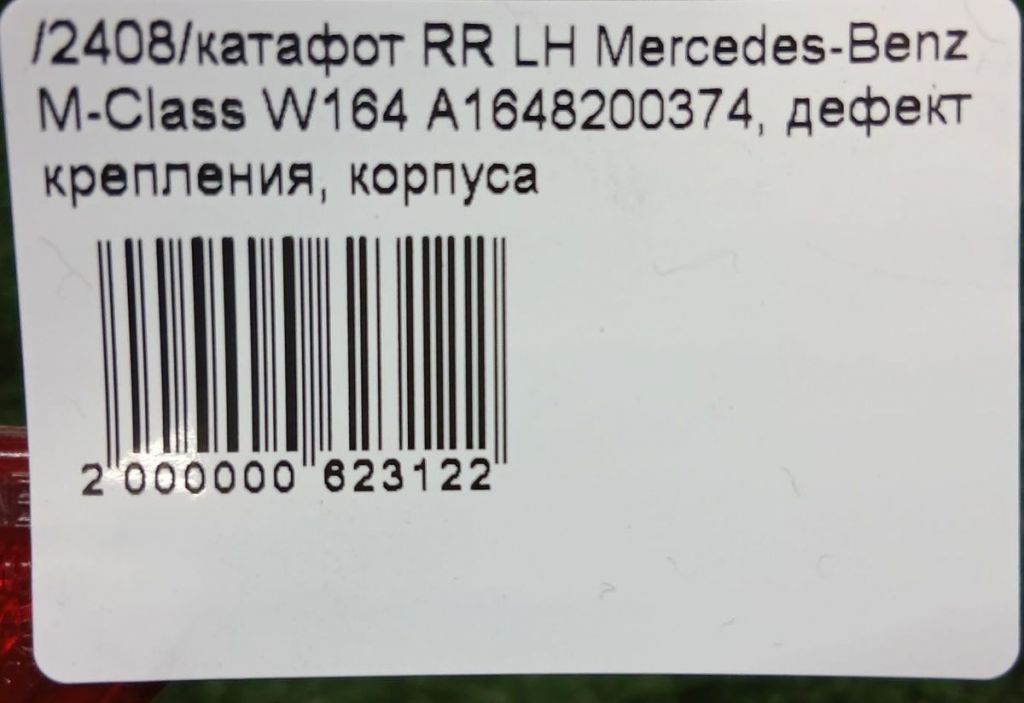 /2408/катафот RR LH Mercedes-Benz
M-Class W164 A1648200374, дефект
крепления, корпуса
2 000000 623122